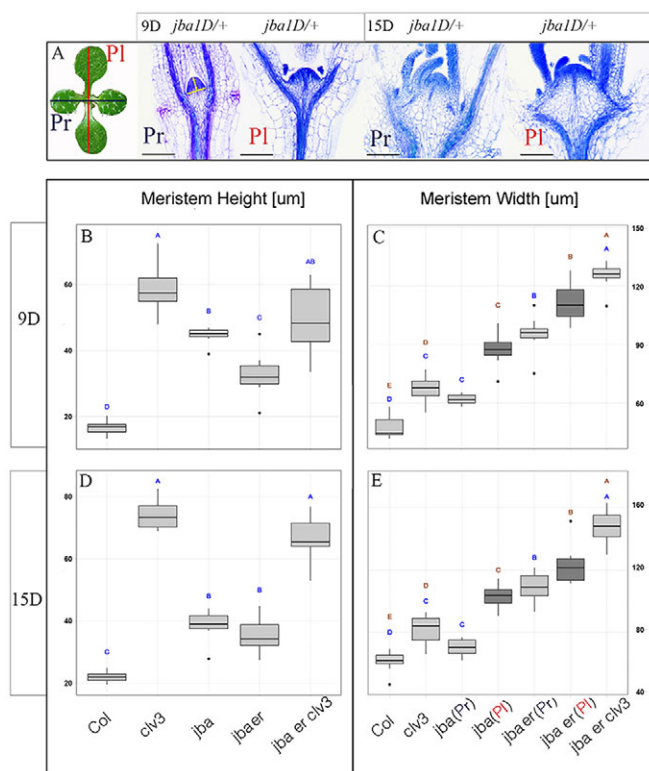 9D jba1D/+ jba1D/+ 15D jba1D/+ jba1D/+
A Pl Pr Pr Pl Pr Pl
Meristem Height [um] Meristem Width [um]
9D
B
60
40
20
D A B C AB
C
150
120
90
60
E D D C C C B B A A
15D
D
80
60
40
20
C A B B A
E
160
120
80
40
E D D C C C B B A A
Col clv3 jba jbaer jba er clv3
Col clv3 jba(Pr) jba(Pl) jba er(Pr) jba er(Pl) jba er clv3